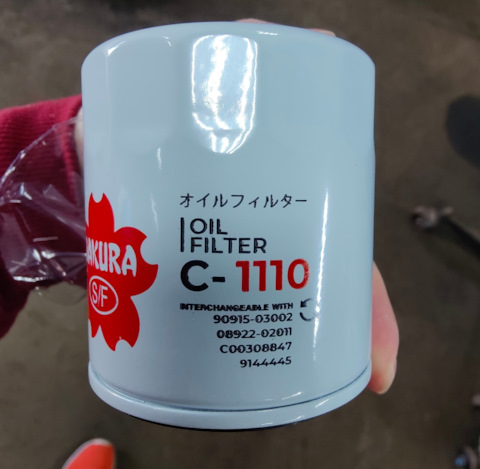 オイルフィルター
OIL
FILTER
C-1110
AKURA
S/F
INTERCHANGEABLE WITH
90915-03002
08922-02011
C00308847
9144445